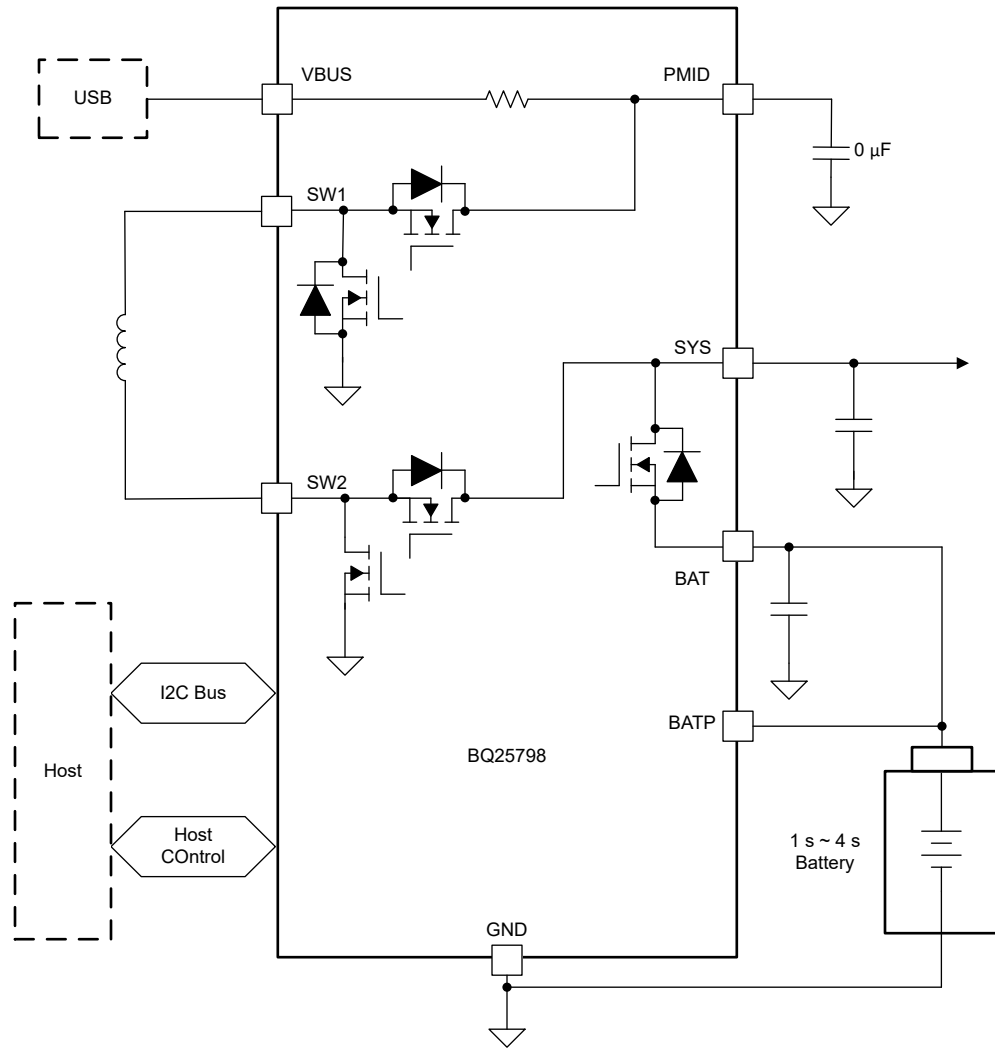 VBUS
PMID
USB
0 µF
SW1
SYS
SW2
BAT
I2C Bus
BATP
BQ25798
Host
Host
COntrol
1 s ~ 4 s
Battery
GND